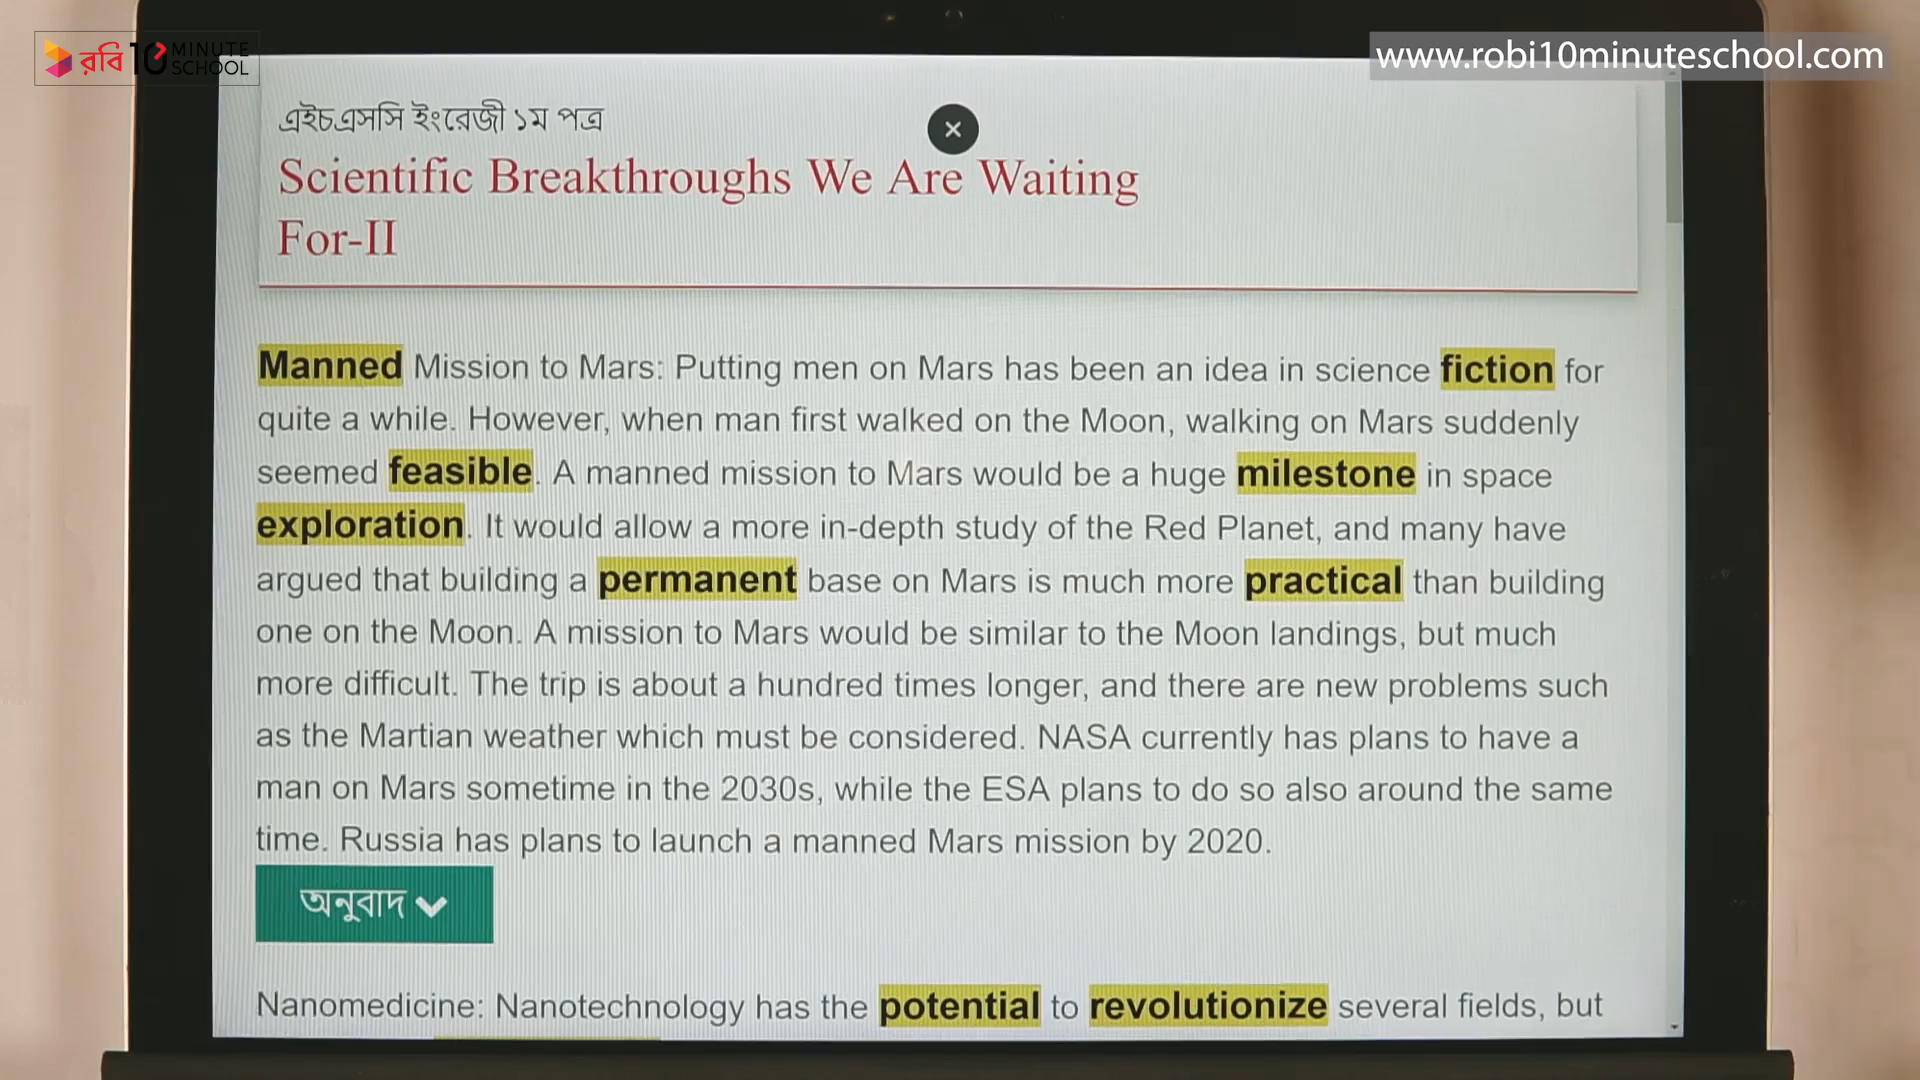 রবি 10 MINUTE SCHOOL
www.robi10minuteschool.com
এইচএসসি ইংরেজী ১ম পত্র
Scientific Breakthroughs We Are Waiting
For-II
Manned Mission to Mars: Putting men on Mars has been an idea in science fiction for
quite a while. However, when man first walked on the Moon, walking on Mars suddenly
seemed feasible. A manned mission to Mars would be a huge milestone in space
exploration. It would allow a more in-depth study of the Red Planet, and many have
argued that building a permanent base on Mars is much more practical than building
one on the Moon. A mission to Mars would be similar to the Moon landings, but much
more difficult. The trip is about a hundred times longer, and there are new problems such
as the Martian weather which must be considered. NASA currently has plans to have a
man on Mars sometime in the 2030s, while the ESA plans to do so also around the same
time. Russia has plans to launch a manned Mars mission by 2020.
অনুবাদ
Nanomedicine: Nanotechnology has the potential to revolutionize several fields, but